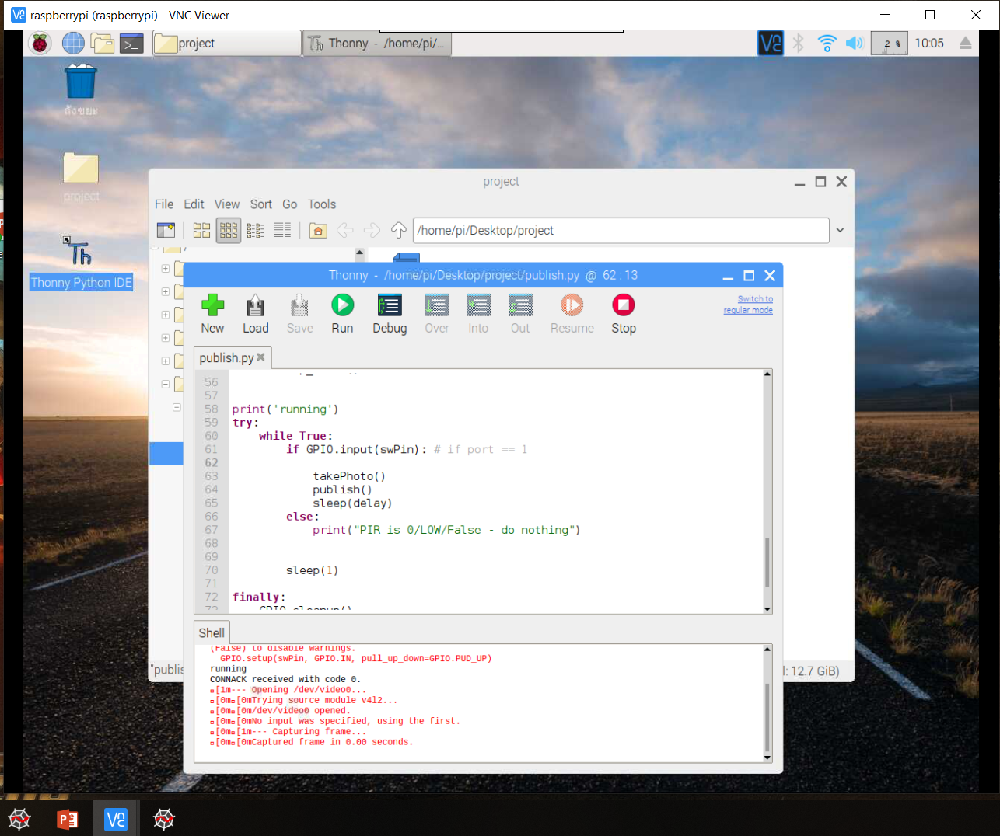 raspberrypi (raspberrypi) - VNC Viewer
project
Thonny - /home/pi/...
2 %
10:05
ถังขยะ
project
Thonny Python IDE
project
File Edit View Sort Go Tools
/home/pi/Desktop/project
Thonny - /home/pi/Desktop/project/publish.py @ 62 : 13
New Load Save Run Debug Over Into Out Resume Stop
Switch to
regular mode
publish.py
56
57
58 print('running')
59 try:
60 while True:
61 if GPIO.input(swPin): # if port == 1
62
63 takePhoto()
64 publish()
65 sleep(delay)
66 else:
67 print("PIR is 0/LOW/False - do nothing")
68
69
70 sleep(1)
71
72 finally:
73 GPIO.cleanup()
Shell
(False) to disable warnings.
GPIO.setup(swPin, GPIO.IN, pull_up_down=GPIO.PUD_UP)
running
CONNACK received with code 0.
[1m--- Opening /dev/video0...
[0mTrying source module v4l2...
[0m[0m/dev/video0 opened.
[0m[0mNo input was specified, using the first.
[0m[1m--- Capturing frame...
[0m[0mCaptured frame in 0.00 seconds.
"publis
l: 12.7 GiB)